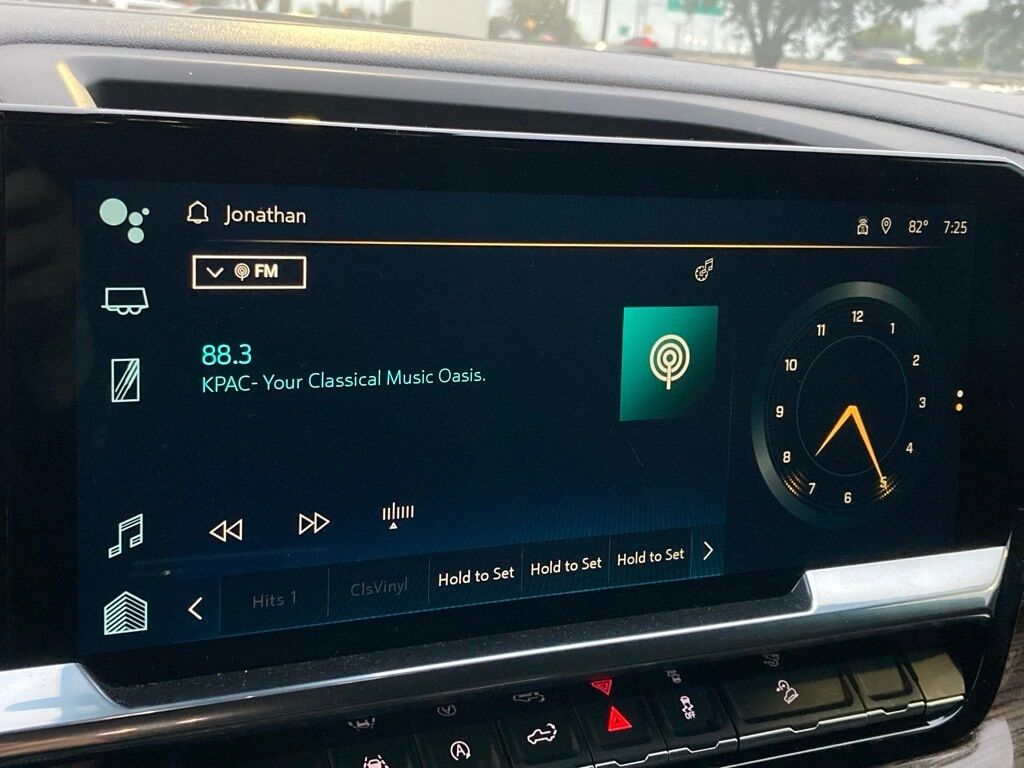 Jonathan
82° 7:25
FM
88.3
KPAC- Your Classical Music Oasis.
12
1
2
3
4
5
6
7
8
9
10
11
Hits 1
ClsVinyl
Hold to Set
Hold to Set
Hold to Set
A
OFF